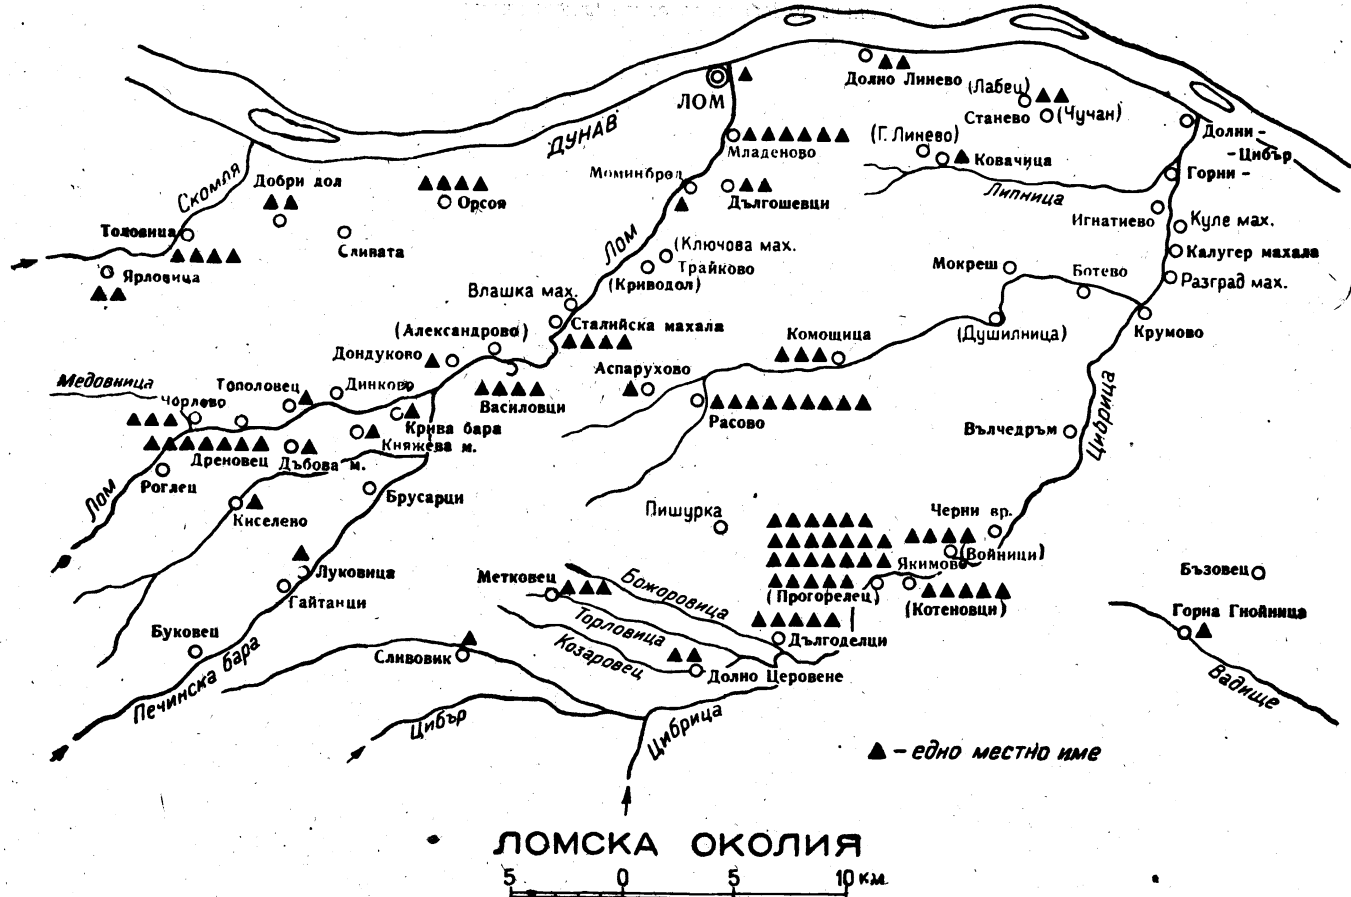 Долно Линево
(Лабец)
Станево
(Чучан)
ЛОМ
ДУНАВ
Младеново
(Г. Линево)
Ковачица
Липница
Долни -
- Цибър
Горни -
Скомля
Добри дол
Орсоя
Моминброд
Дългошевци
Игнатиево
Куле мах.
Толовица
Сливата
Лом
(Ключова мах.
Трайково
(Криводол)
Мокреш
Ботево
Калугер махала
Разград мах.
Ярловица
Влашка мах.
Сталийска махала
(Александрово)
Комощица
(Душилница)
Крумово
Дондуково
Аспарухово
Медовница
Чорлево
Тополовец
Динково
Василовци
Расово
Цибрица
Крива бара
Княжева м.
Вълчедръм
Дреновец
Дъбова м.
Роглец
Лом
Брусарци
Киселево
Пишурка
Черни вр.
(Войници)
Якимово
Луковица
Гайтанци
Метковец
Божоровица
(Прогорелец)
(Котеновци)
Бъзовец
Горна Гнойница
Буковец
Торловица
Козаровец
Дългоделци
Сливовик
Долно Церовене
Вадище
Печинска бара
Цибър
Цибрица
- едно местно име
ЛОМСКА ОКОЛИЯ
5 0 5 10 км.